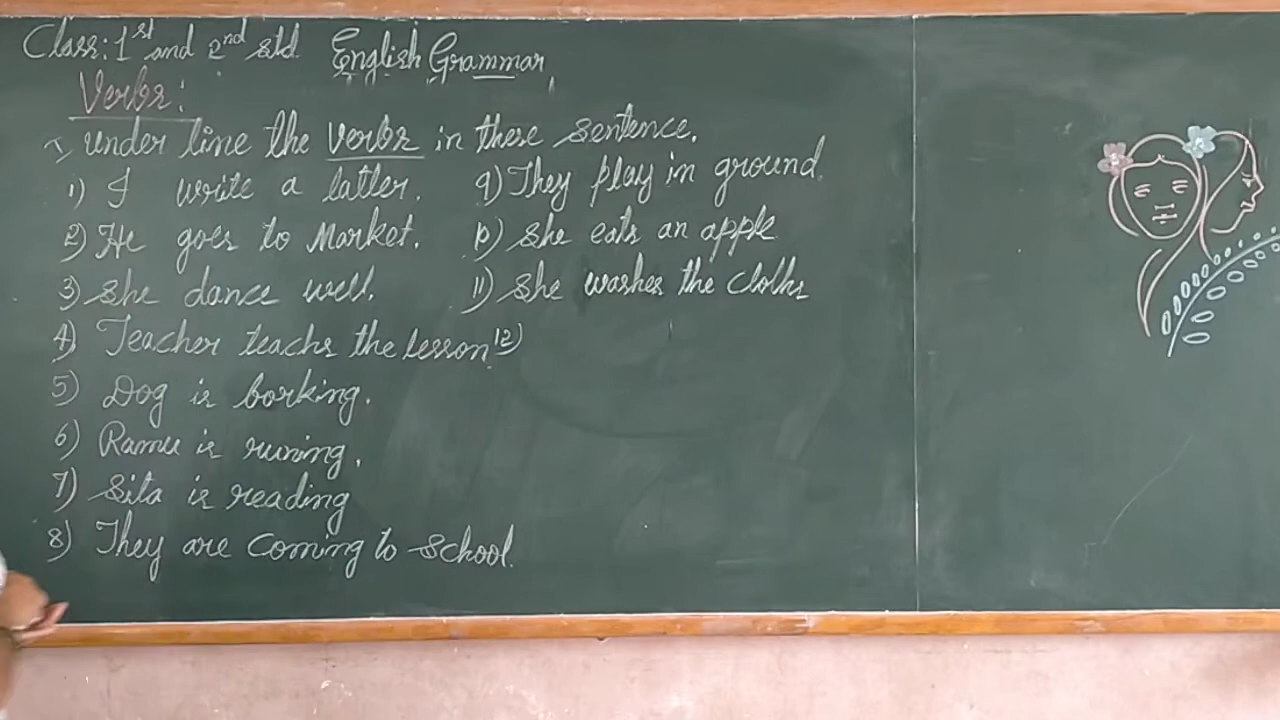 Class: 1st and 2nd std. English Grammar
Verbs:
I under line the verbs in these sentence.
1) I write a latter.
2) He goes to Market.
3) she dance well.
4) Teacher teachs the lesson
5) Dog is borking.
6) Ramu is runing.
7) Sita is reading
8) They are coming to school.
9) They play in ground.
10) she eats an apple
11) she washes the cloths
12)